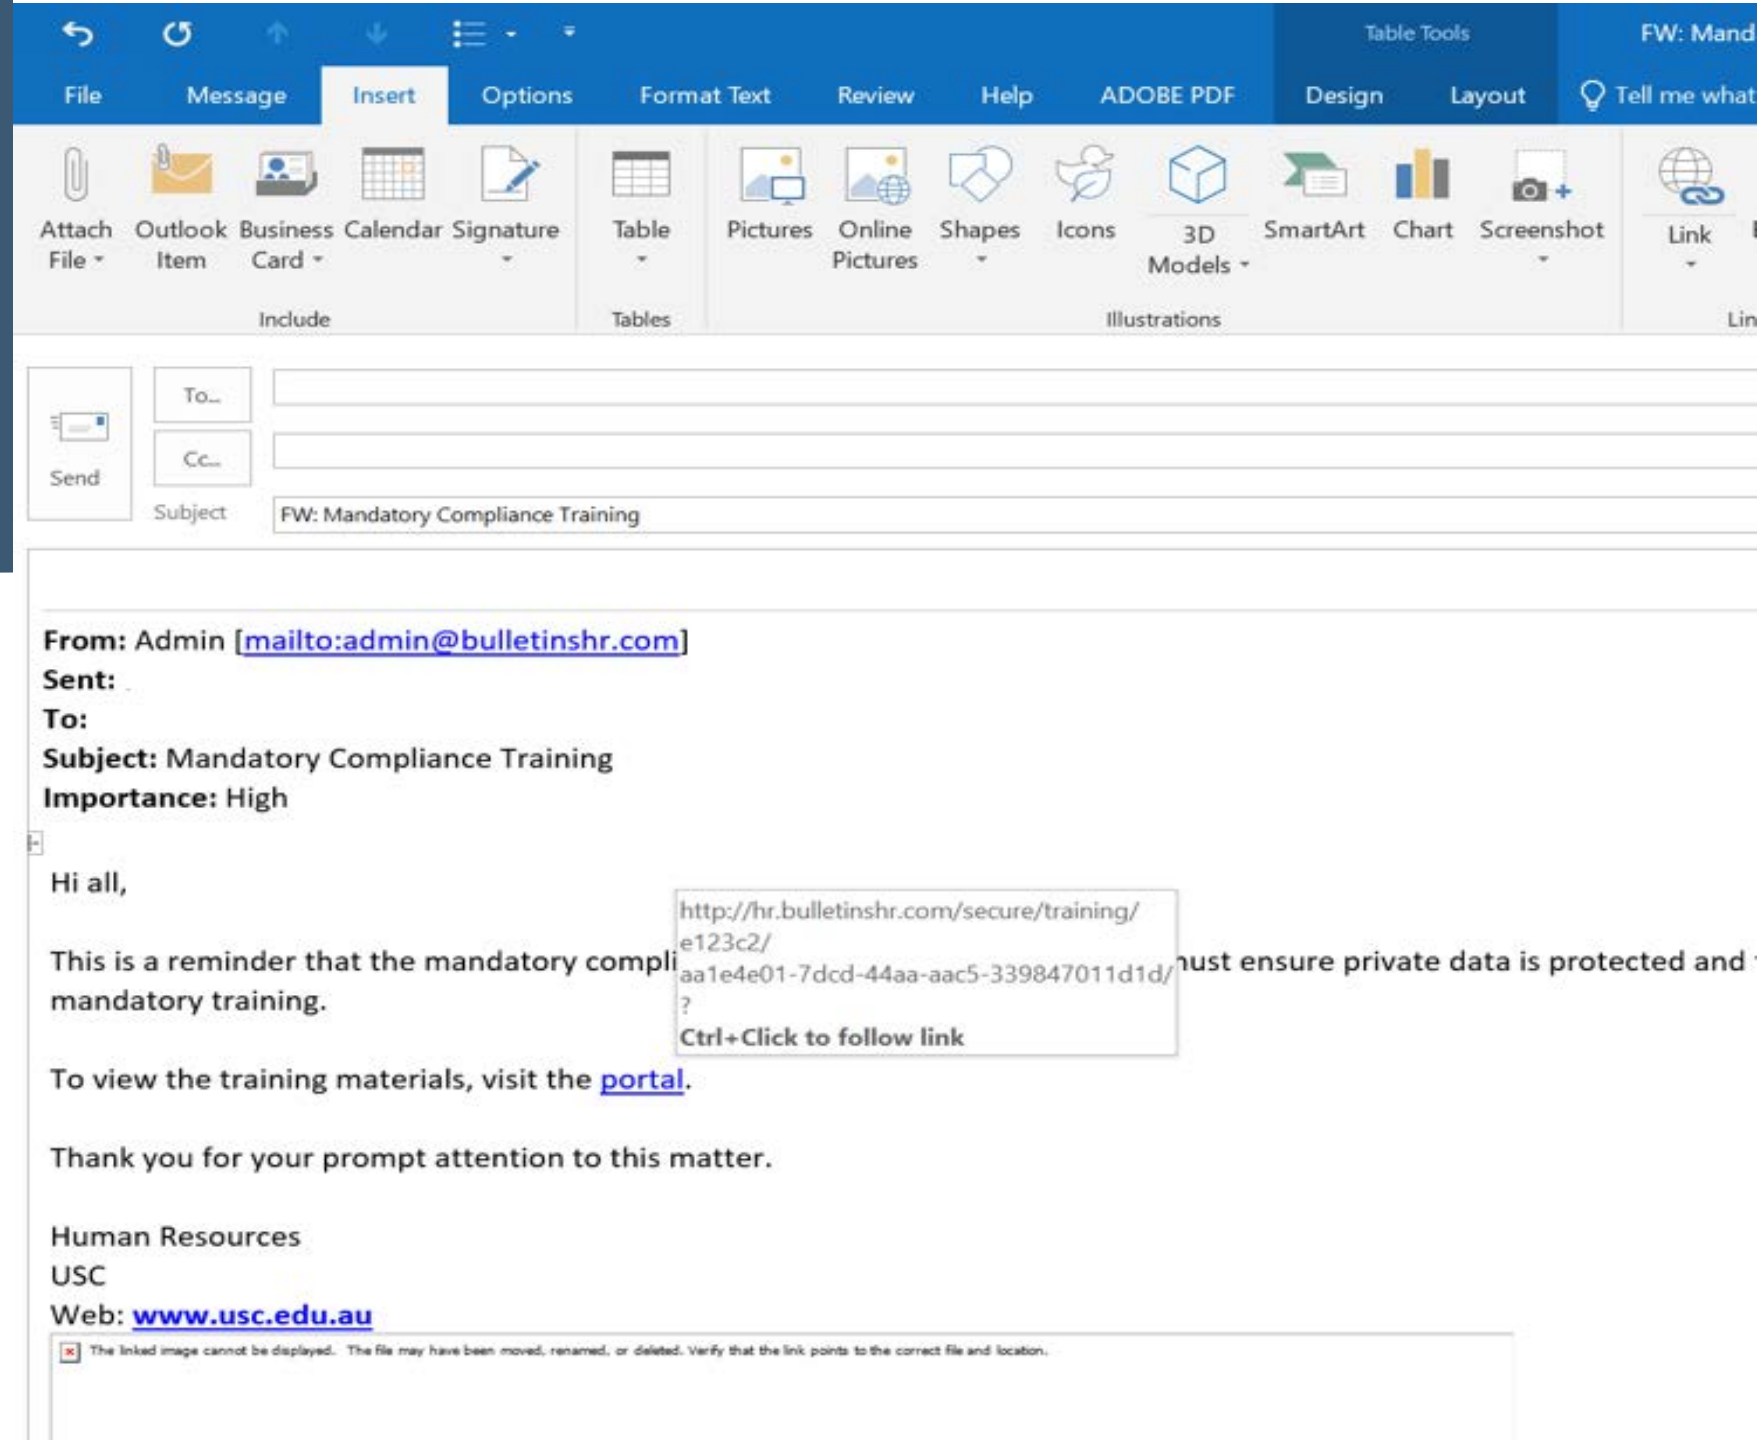 Table Tools FW: Mand
File Message Insert Options Format Text Review Help ADOBE PDF Design Layout Tell me what
Attach File Outlook Item Business Card Calendar Signature Table Pictures Online Pictures Shapes Icons 3D Models SmartArt Chart Screenshot Link
Include Tables Illustrations Lin
To...
Cc...
Send
Subject FW: Mandatory Compliance Training
From: Admin [mailto:admin@bulletinshr.com]
Sent:
To:
Subject: Mandatory Compliance Training
Importance: High
Hi all,
http://hr.bulletinshr.com/secure/training/
e123c2/
This is a reminder that the mandatory compli must ensure private data is protected and
aa1e4e01-7dcd-44aa-aac5-339847011d1d/
mandatory training.
?
Ctrl+Click to follow link
To view the training materials, visit the portal.
Thank you for your prompt attention to this matter.
Human Resources
USC
Web: www.usc.edu.au
The linked image cannot be displayed. The file may have been moved, renamed, or deleted. Verify that the link points to the correct file and location.